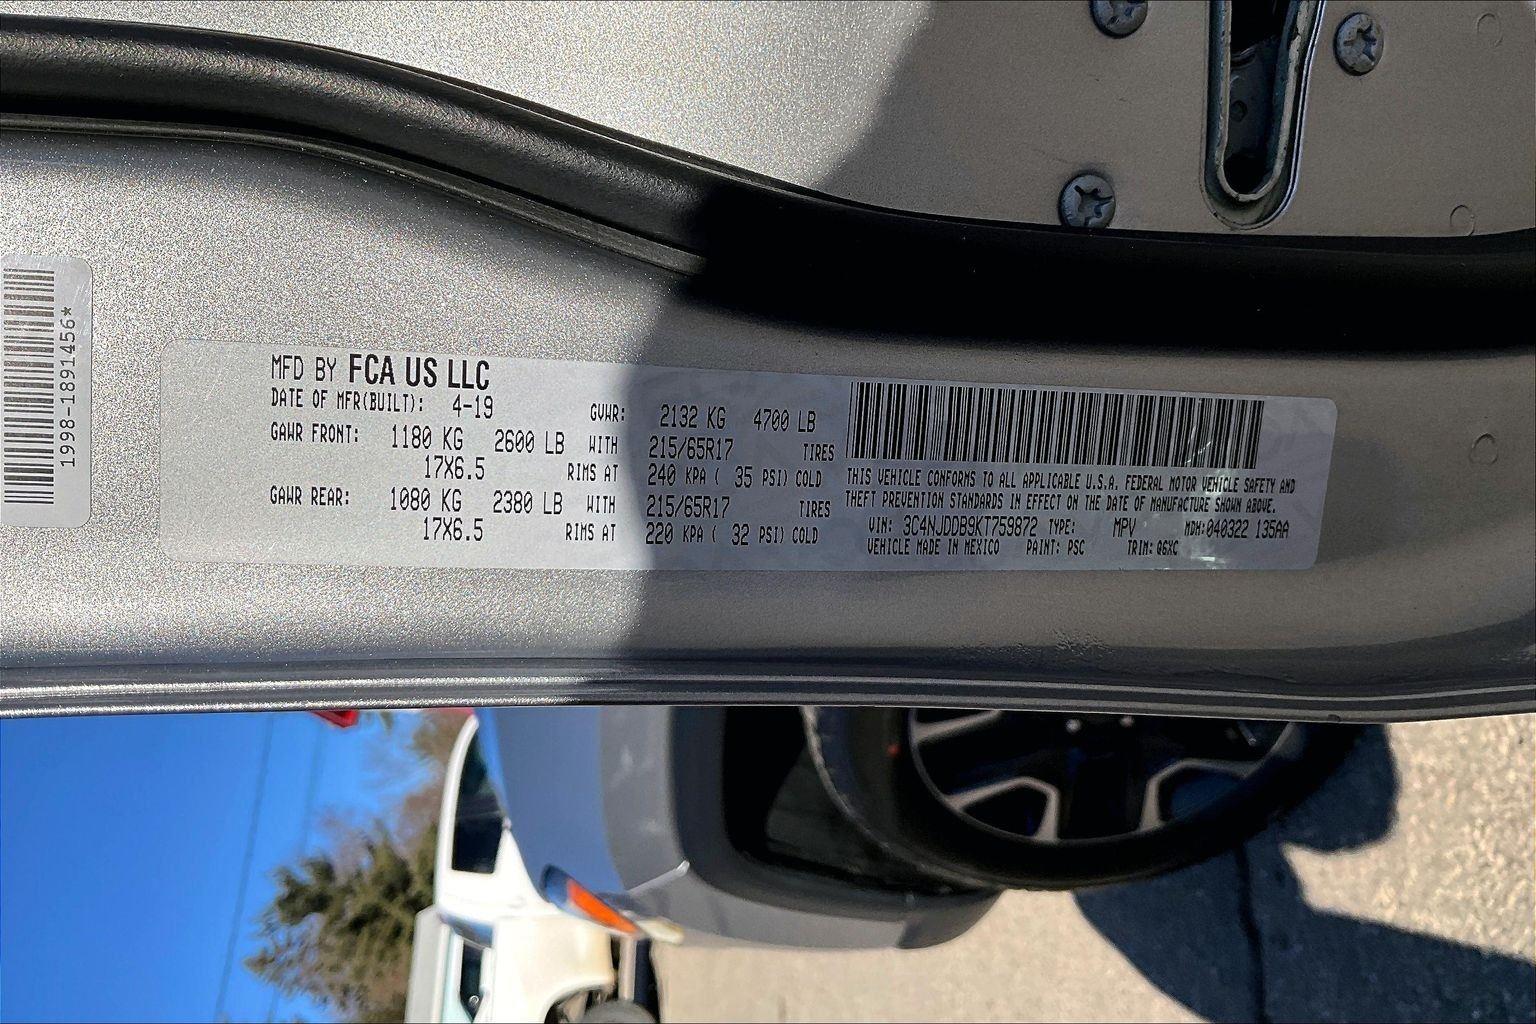 1998-1891456*
MFD BY FCA US LLC
DATE OF MFR(BUILT): 4-19 GVWR: 2132 KG 4700 LB
GAWR FRONT: 1180 KG 2600 LB WITH 215/65R17 TIRES
17X6.5 RIMS AT 240 KPA ( 35 PSI) COLD
GAWR REAR: 1080 KG 2380 LB WITH 215/65R17 TIRES
17X6.5 RIMS AT 220 KPA ( 32 PSI) COLD
THIS VEHICLE CONFORMS TO ALL APPLICABLE U.S.A. FEDERAL MOTOR VEHICLE SAFETY AND
THEFT PREVENTION STANDARDS IN EFFECT ON THE DATE OF MANUFACTURE SHOWN ABOVE.
VIN: 3C4NJDDB9KT759872 TYPE: MPV MDH:040322 135AA
VEHICLE MADE IN MEXICO PAINT: PSC TRIM: Q6XC